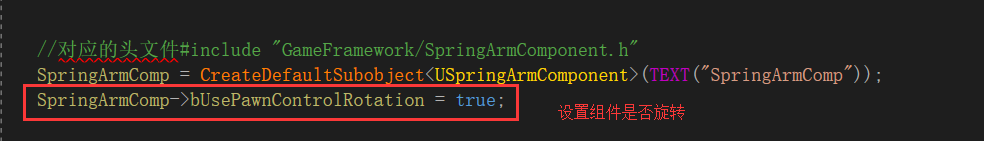 //对应的头文件#include "GameFramework/SpringArmComponent.h"
SpringArmComp = CreateDefaultSubobject<USpringArmComponent>(TEXT("SpringArmComp"));
SpringArmComp->bUsePawnControlRotation = true;
设置组件是否旋转